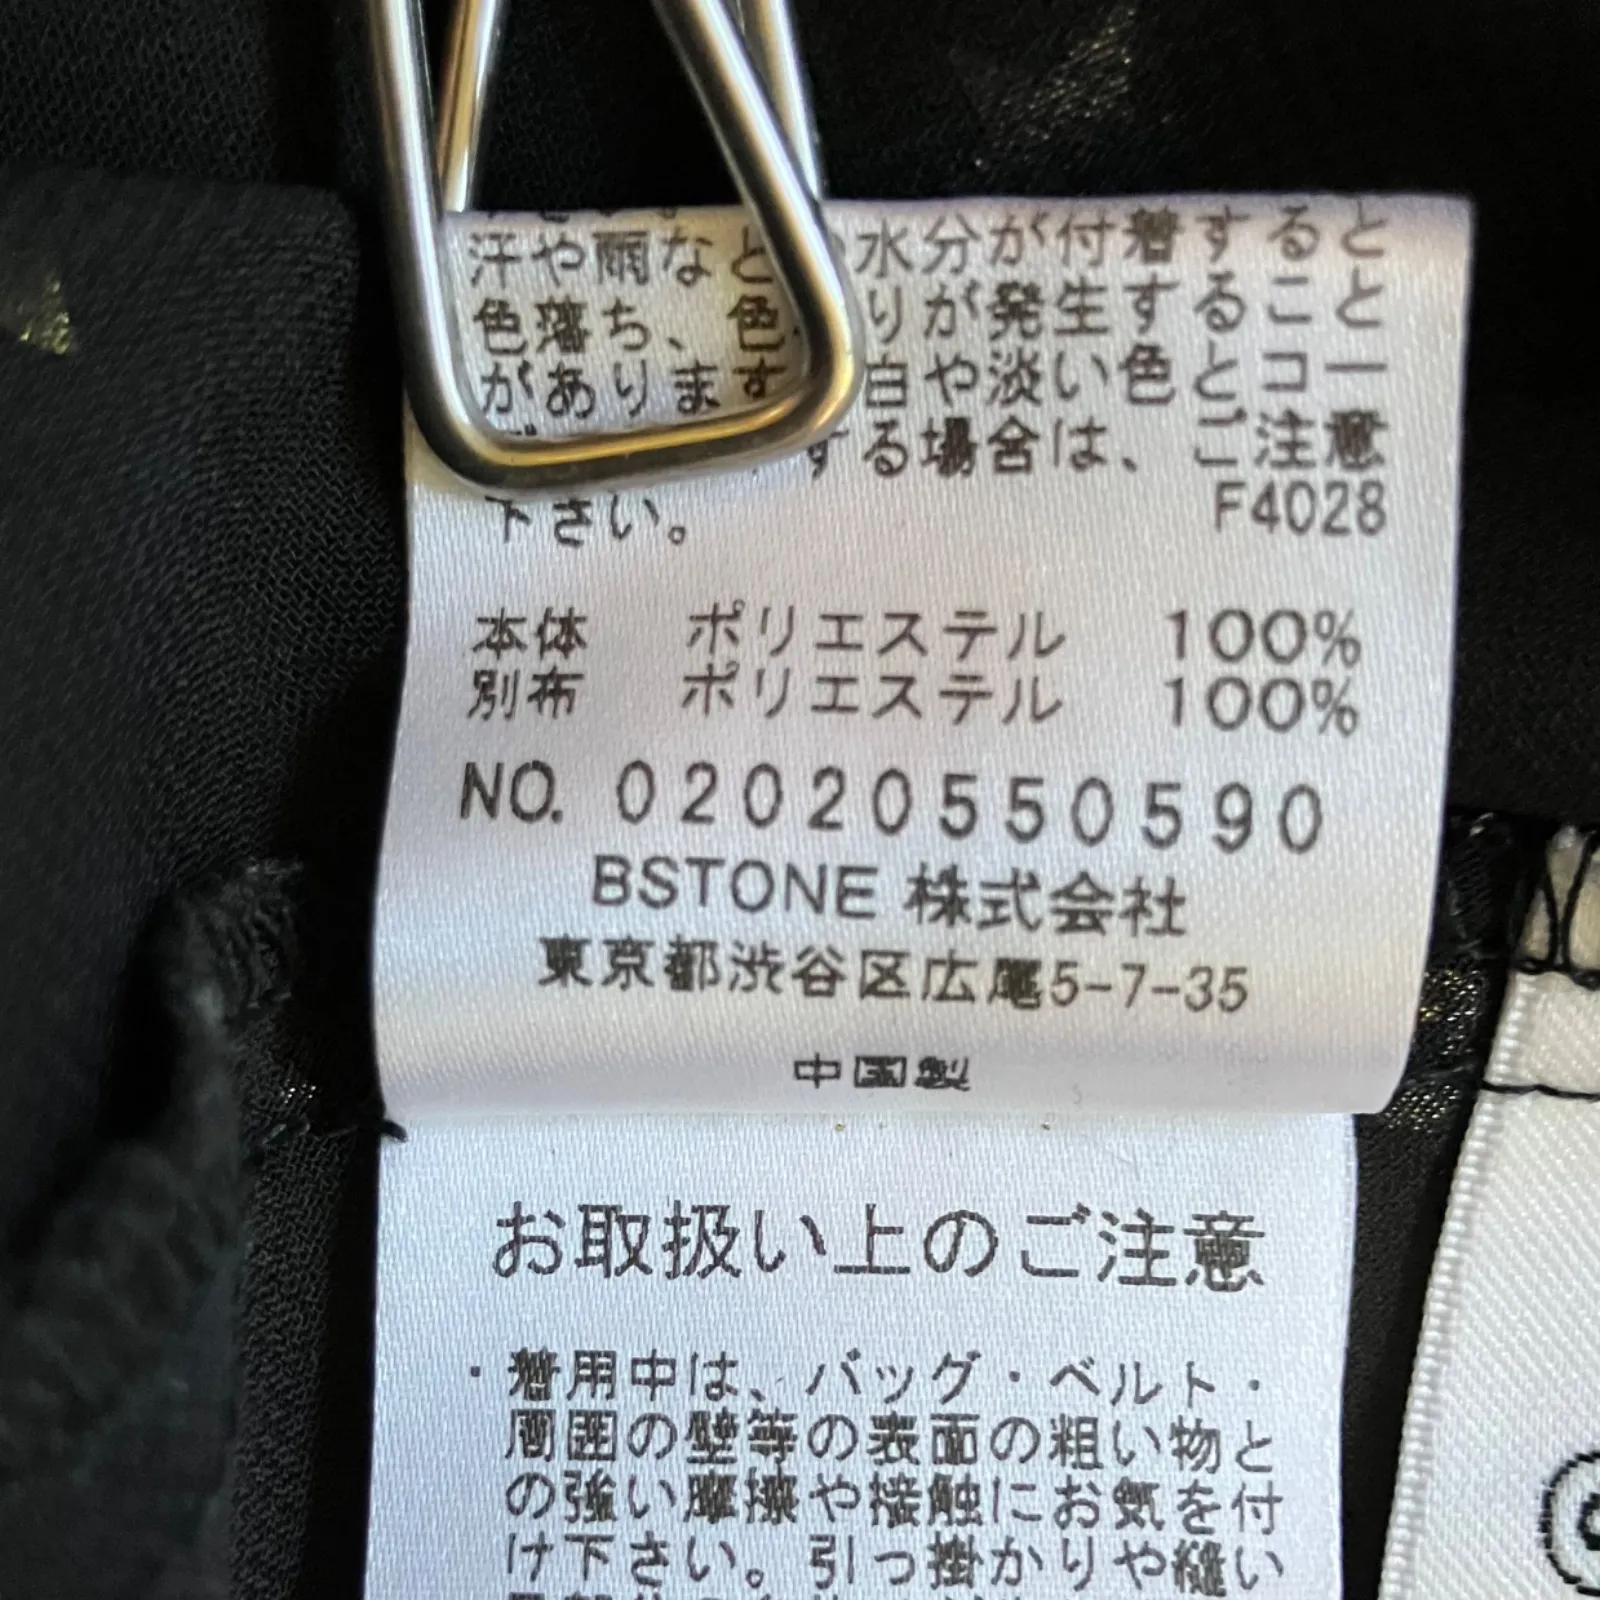 汗や雨など 水分が付着すると
色落ち、色 りが発生すること
があります 白や淡い色とコー
する場合は、ご注意
下さい。 F4028
本体 ポリエステル 100%
別布 ポリエステル 100%
NO. 02020550590
BSTONE 株式会社
東京都渋谷区広尾5-7-35
中国製
お取扱い上のご注意
・着用中は、バッグ・ベルト・
周囲の壁等の表面の粗い物と
の強い摩擦や接触にお気を付
け下さい。引っ掛かりや縫い